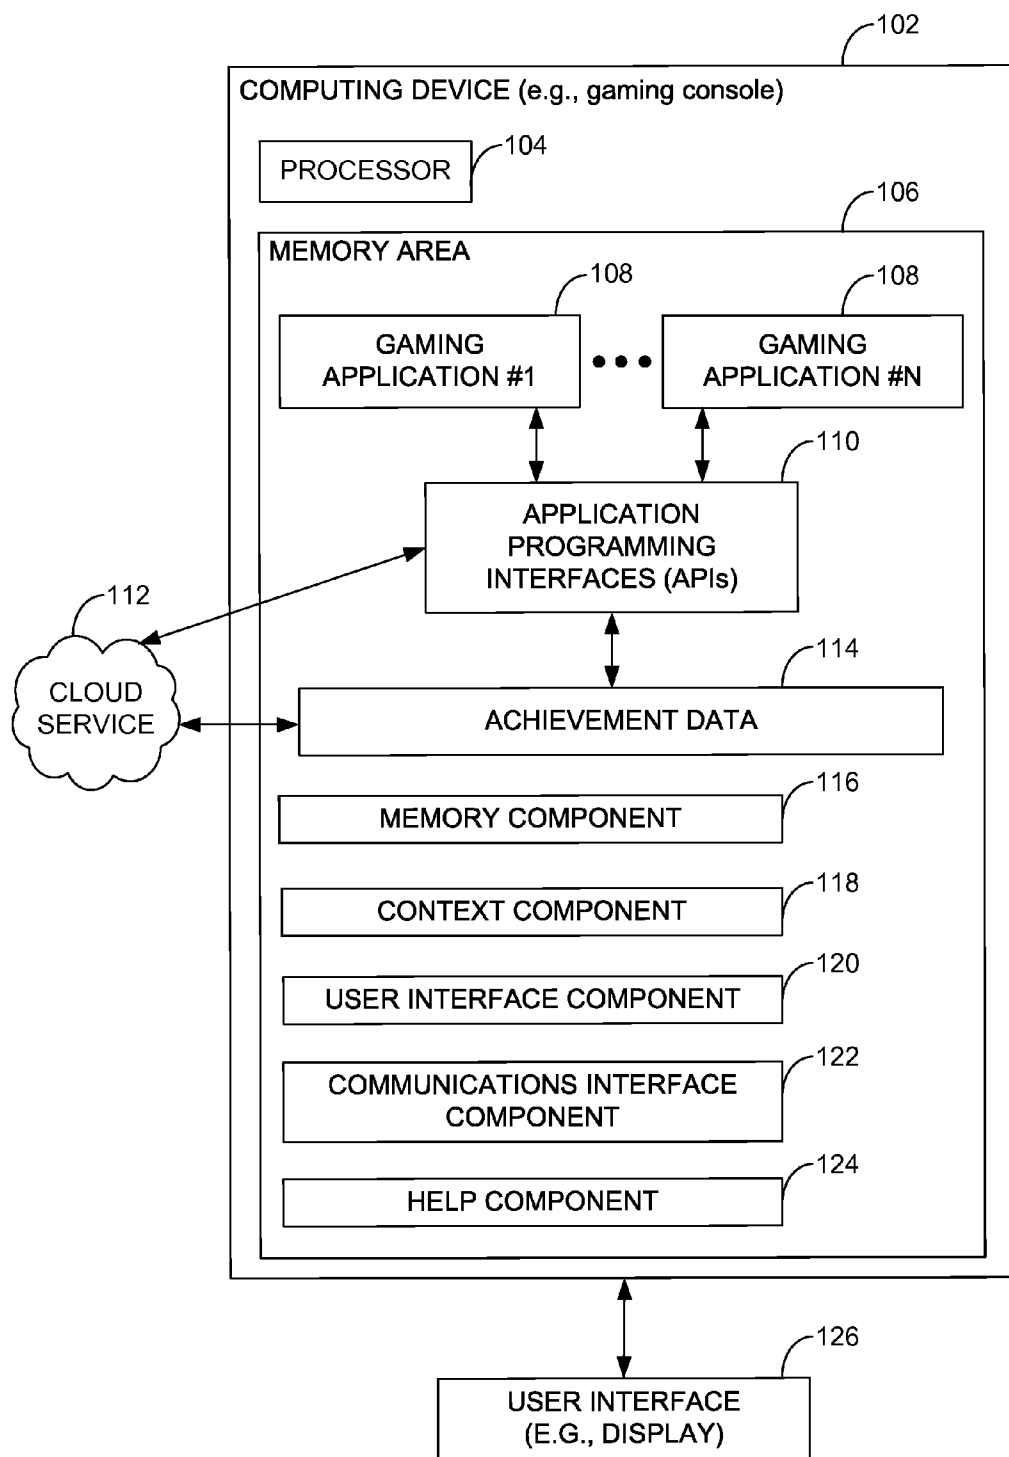 102
COMPUTING DEVICE (e.g., gaming console)
PROCESSOR
104
106
MEMORY AREA
108
108
GAMING
APPLICATION #1
GAMING
APPLICATION #N
110
APPLICATION
PROGRAMMING
INTERFACES (APIs)
112
CLOUD
SERVICE
114
ACHIEVEMENT DATA
116
MEMORY COMPONENT
118
CONTEXT COMPONENT
120
USER INTERFACE COMPONENT
122
COMMUNICATIONS INTERFACE
COMPONENT
124
HELP COMPONENT
126
USER INTERFACE
(E.G., DISPLAY)